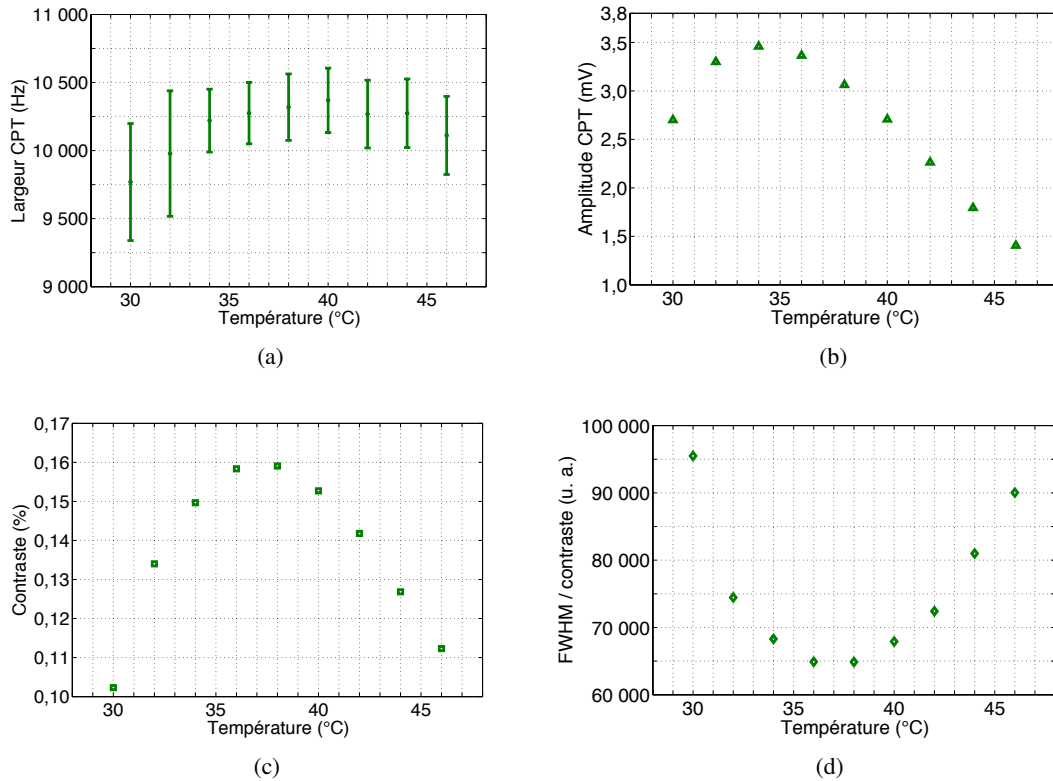 11 000
10 500
10 000
9 500
9 000
Largeur CPT (Hz)
30 35 40 45
Température (°C)
(a)
3,8
3,5
3,0
2,5
2,0
1,5
1,0
Amplitude CPT (mV)
30 35 40 45
Température (°C)
(b)
0,17
0,16
0,15
0,14
0,13
0,12
0,11
0,10
Contraste (%)
30 35 40 45
Température (°C)
(c)
100 000
90 000
80 000
70 000
60 000
FWHM / contraste (u. a.)
30 35 40 45
Température (°C)
(d)